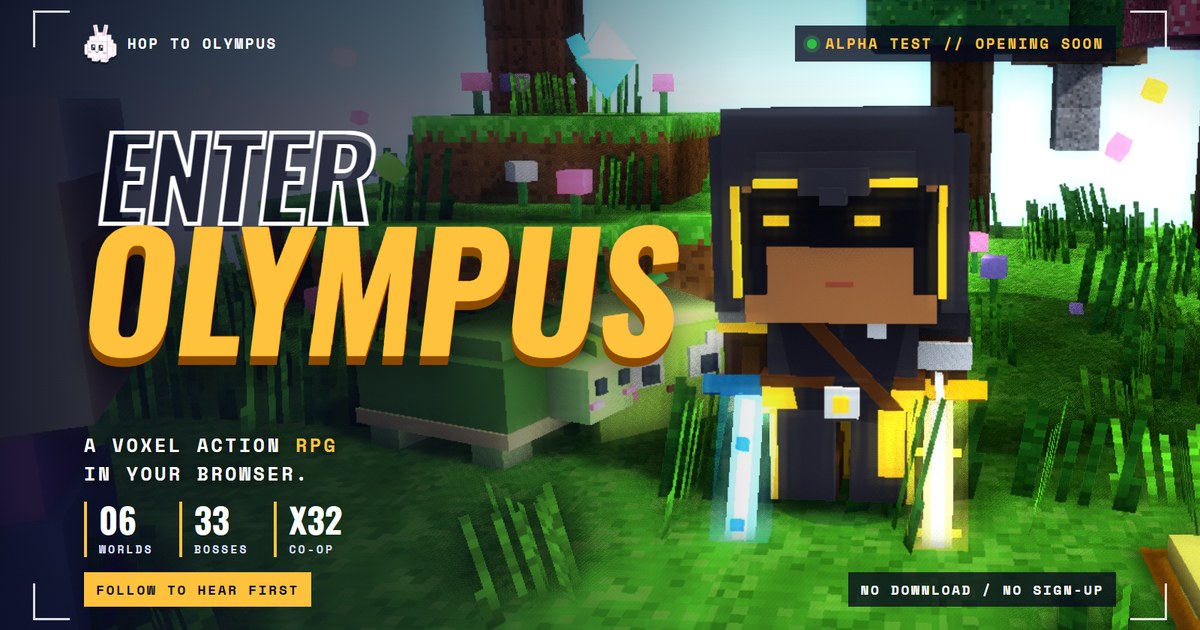 HOP TO OLYMPUS
ALPHA TEST // OPENING SOON
ENTER
OLYMPUS
A VOXEL ACTION RPG
IN YOUR BROWSER.
06
WORLDS
33
BOSSES
X32
CO-OP
FOLLOW TO HEAR FIRST
NO DOWNLOAD / NO SIGN-UP